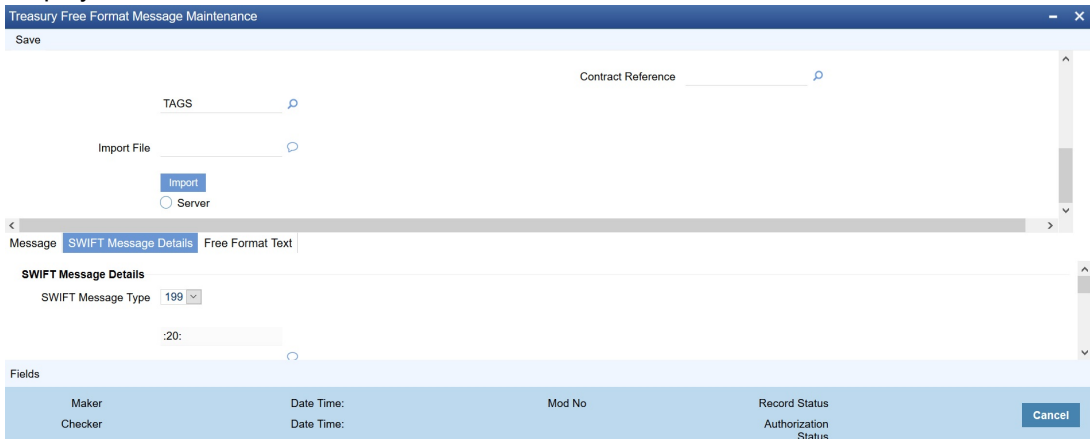 Treasury Free Format Message Maintenance
Save
Contract Reference
TAGS
Import File
Import
Server
Message SWIFT Message Details Free Format Text
SWIFT Message Details
SWIFT Message Type 199
:20:
Fields
Maker Date Time: Mod No Record Status
Cancel
Checker Date Time: Authorization
Status